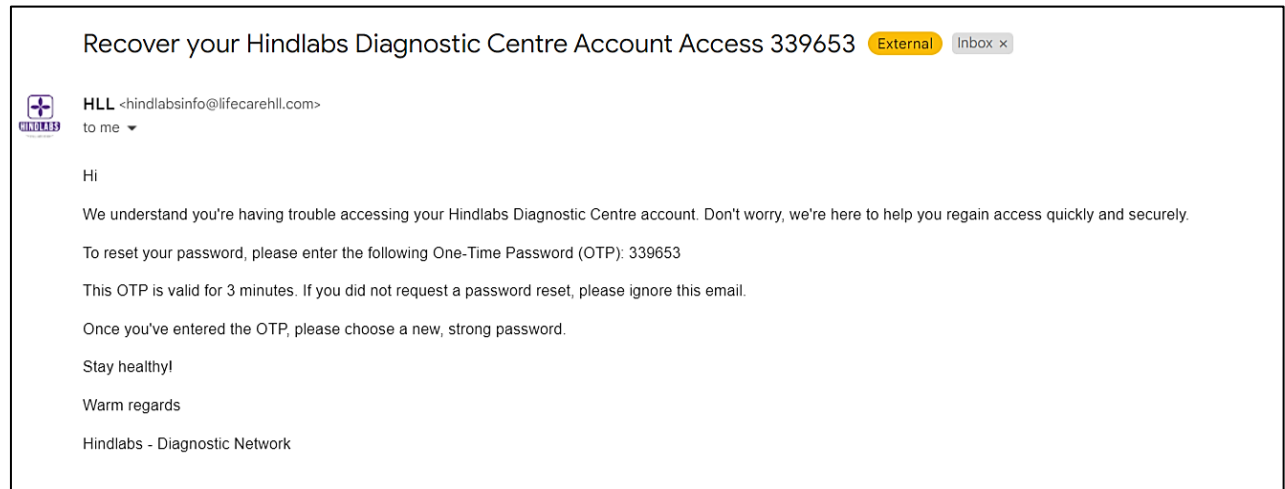 Recover your Hindlabs Diagnostic Centre Account Access 339653 External Inbox ×
HLL <hindlabsinfo@lifecarehll.com>
HINDLABS
to me
Hi
We understand you're having trouble accessing your Hindlabs Diagnostic Centre account. Don't worry, we're here to help you regain access quickly and securely.
To reset your password, please enter the following One-Time Password (OTP): 339653
This OTP is valid for 3 minutes. If you did not request a password reset, please ignore this email.
Once you've entered the OTP, please choose a new, strong password.
Stay healthy!
Warm regards
Hindlabs - Diagnostic Network